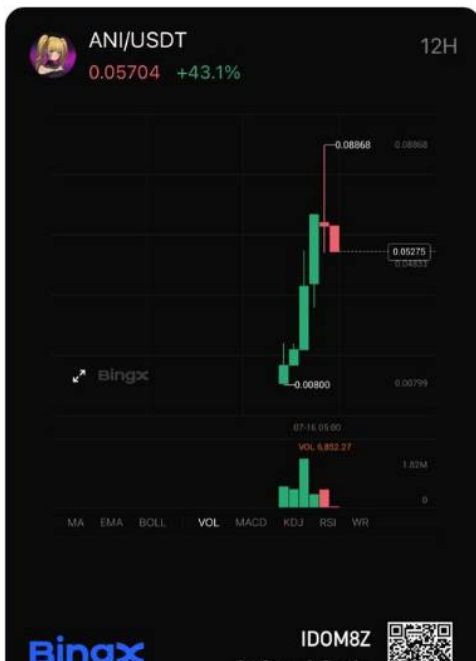 ANI/USDT
12H
0.05704 +43.1%
0.08868
0.08868
0.05275
0.04833
BingX
0.00800
0.00799
07-16 05:00
VOL 5,852.27
1.82M
0
MA EMA BOLL VOL MACD KDJ RSI WR
IDOM8Z
BingX